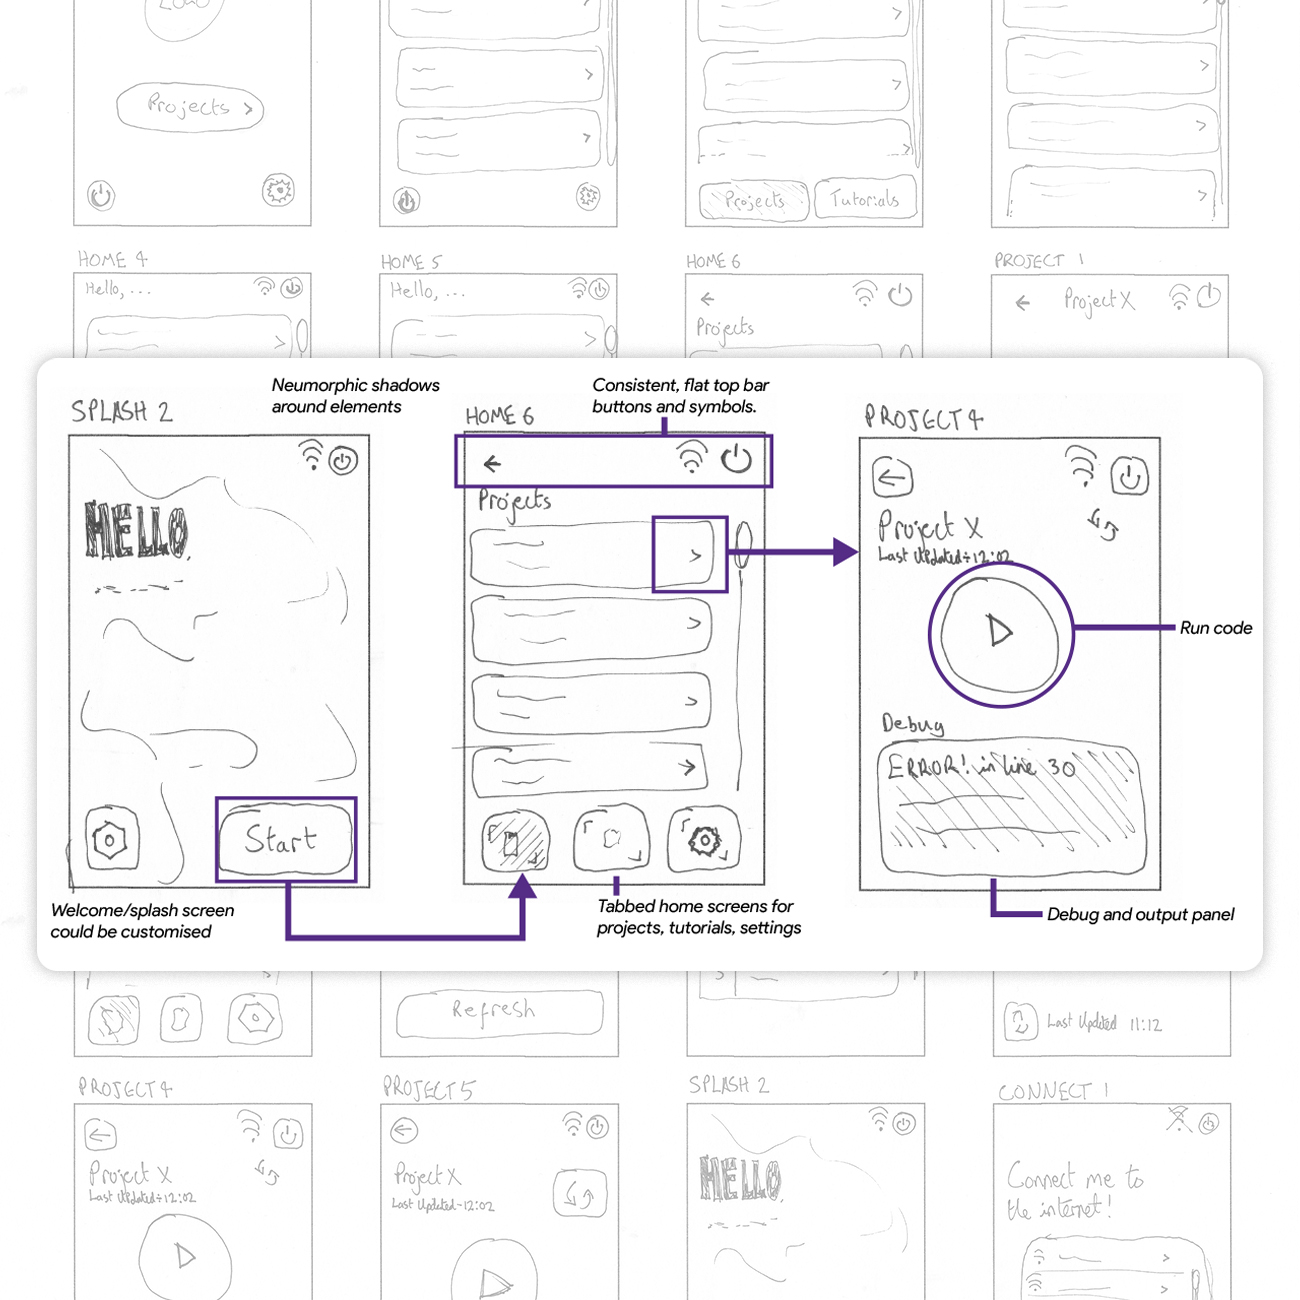 Logo
Projects >
Projects
Tutorials
HOME 4
HOME 5
HOME 6
PROJECT 1
Hello, ...
Hello, ...
Projects
Project X
Neumorphic shadows
around elements
Consistent, flat top bar
buttons and symbols.
SPLASH 2
HOME 6
PROJECT 4
HELLO.
Projects
Project X
Last Updated÷12:02
Run code
Debug
ERROR! in line 30
Start
Welcome/splash screen
could be customised
Tabbed home screens for
projects, tutorials, settings
Debug and output panel
Refresh
Last Updated 11:12
PROJECT 4
PROJECT 5
SPLASH 2
CONNECT 1
Project X
Last Updated÷12:02
Project X
Last Updated-12:02
HELLO.
Connect me to
the internet!